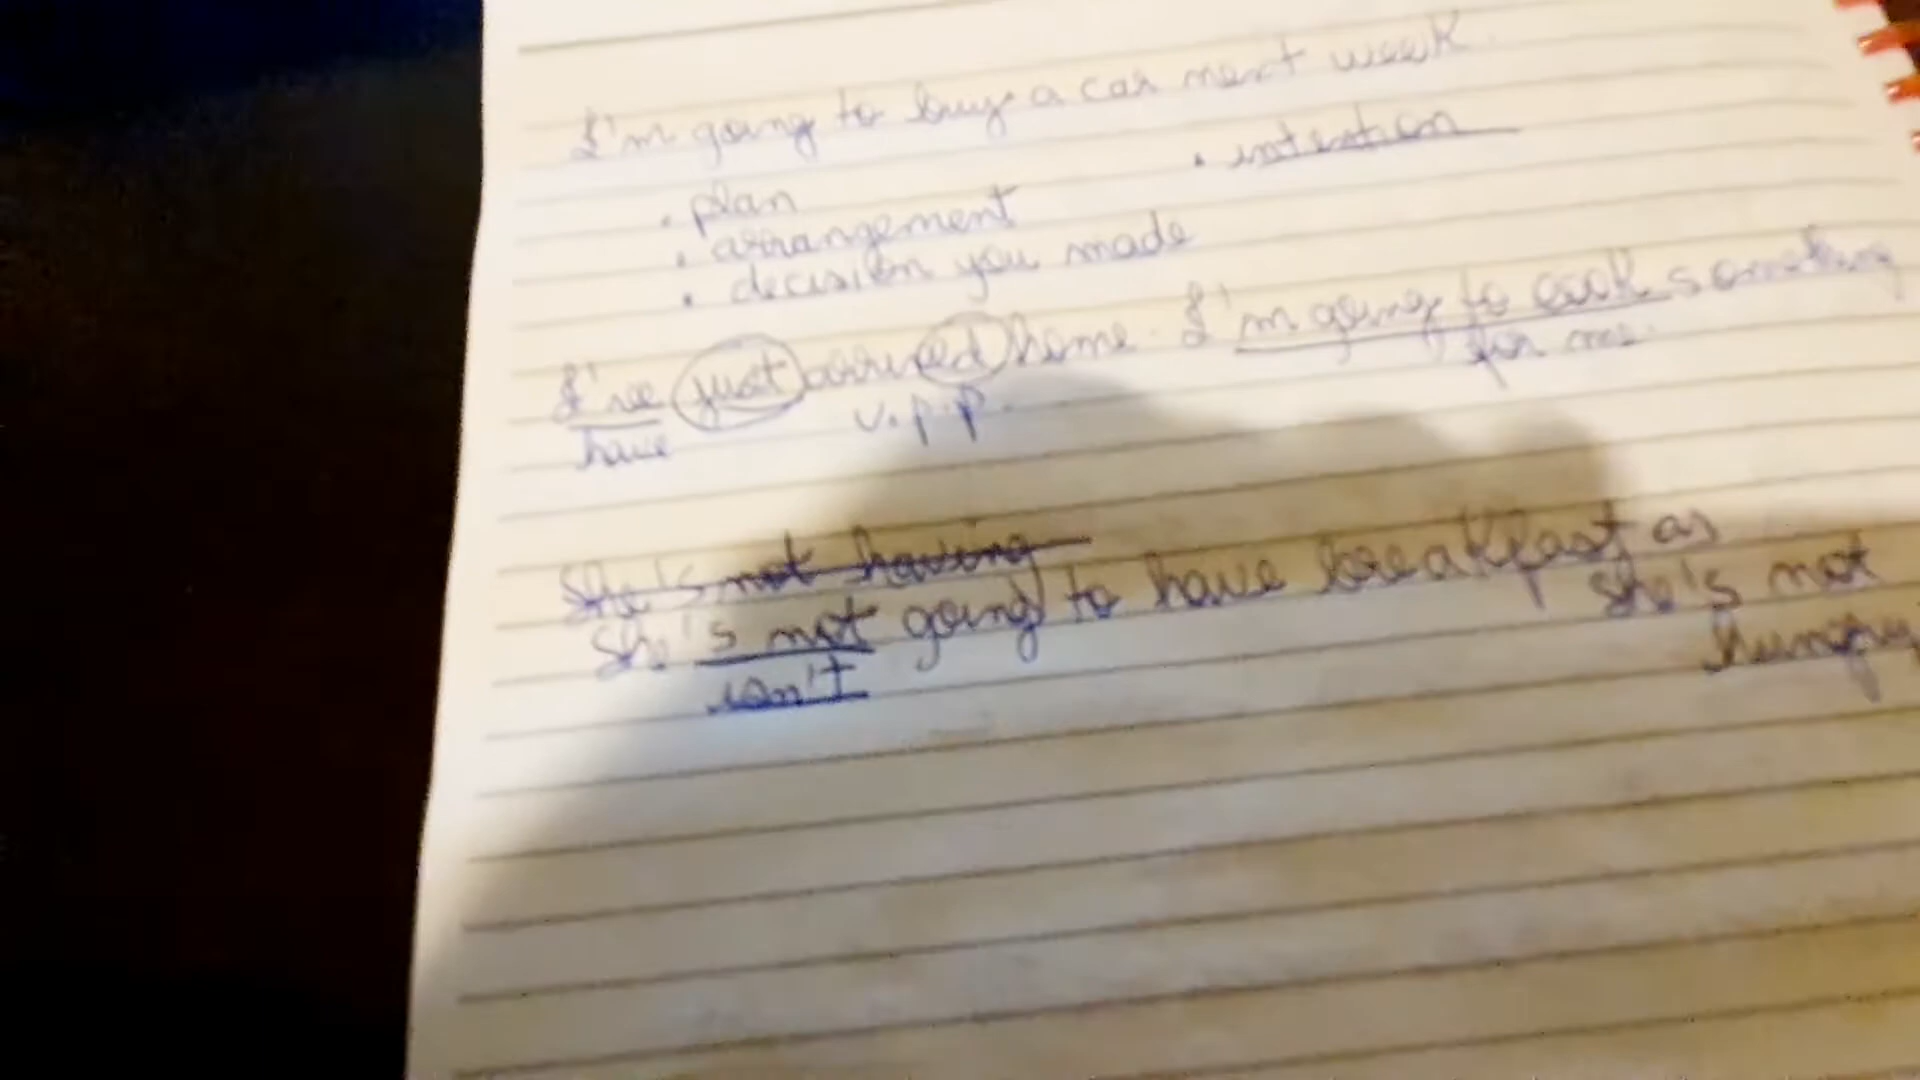 I'm going to buy a car next week.
• intention
• plan
• arrangement
• decision you made
I've just arrived home. I'm going to cook something
for me.
have v.p.p.
She's not having
She's not going to have breakfast as
she's not
isn't
hungry